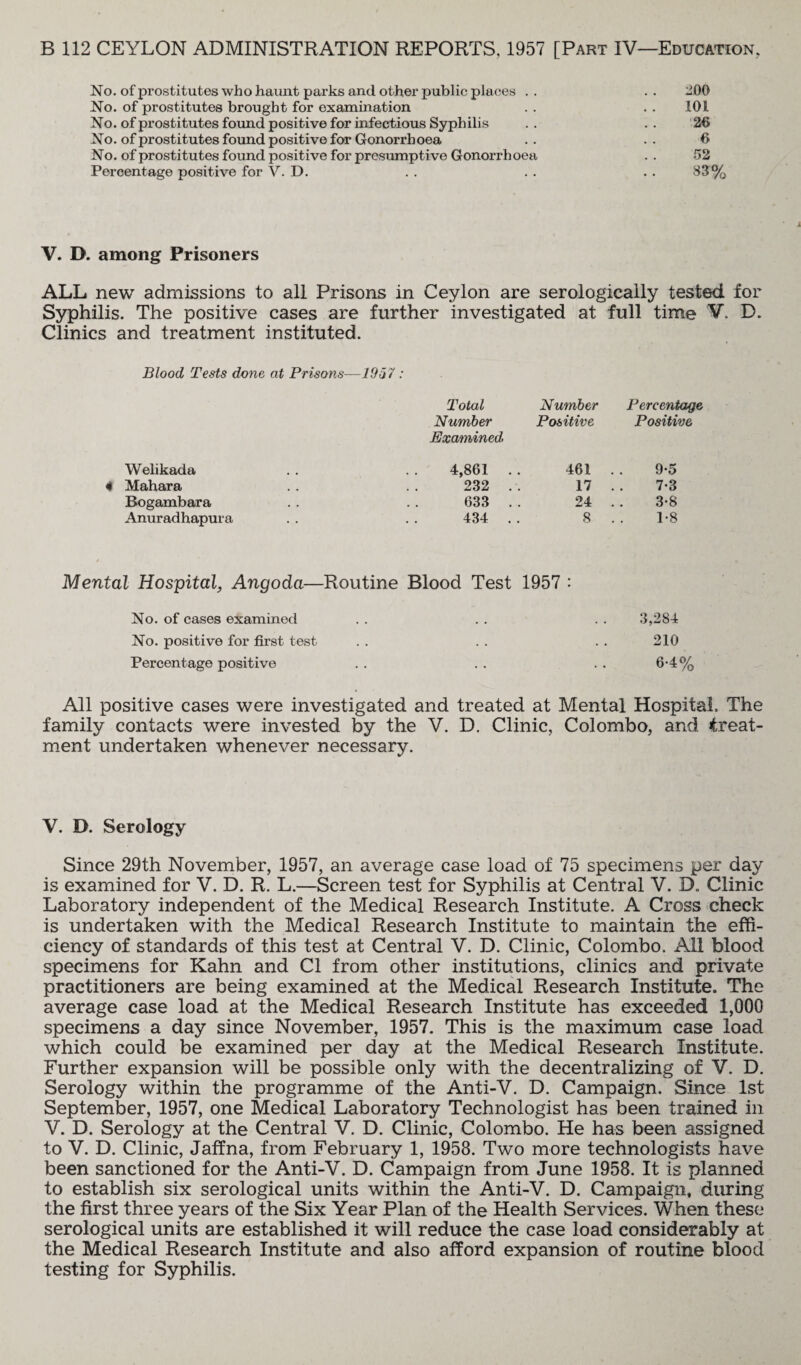 B 112 CEYLON ADMINISTRATION REPORTS, 1957 [Part IV—Education,
No. of prostitutes who haunt parks and other public places . . . . 200
No. of prostitutes brought for examination . . . . 101
No. of prostitutes found positive for infectious Syphilis . . . . 26
No. of prostitutes found positive for Gonorrhoea . . . . 6
No. of prostitutes found positive for presumptive Gonorrhoea . . 52
Percentage positive for V. D. . . . . . . 83%
V. D. among Prisoners
ALL new admissions to all Prisons in Ceylon are serologically tested for
Syphilis. The positive cases are further investigated at full time V. D.
Clinics and treatment instituted.
Blood Tests done at Prisons—1957 :
Total Number Percentage
Number Positive Positive
Examined
Welikada . . . . 4,861 . . 461 . . 9·5
Mahara . . . . 232 . . 17 . . 7·3
Bogambara . . . . 633 . . 24 . . 3·8
Anuradhapura . . . . 434 . . 8 . . 1·8
Mental Hospital, Angoda—Routine Blood Test 1957 :
No. of cases examined . . . . . . 3,284
No. positive for first test . . . . . . 210
Percentage positive . . . . . . 6·4%
All positive cases were investigated and treated at Mental Hospital. The
family contacts were invested by the V. D. Clinic, Colombo, and treat-
ment undertaken whenever necessary.
V. D. Serology
Since 29th November, 1957, an average case load of 75 specimens per day
is examined for V. D. R. L.—Screen test for Syphilis at Central V. D. Clinic
Laboratory independent of the Medical Research Institute. A Cross check
is undertaken with the Medical Research Institute to maintain the effi-
ciency of standards of this test at Central V. D. Clinic, Colombo. All blood
specimens for Kahn and Cl from other institutions, clinics and private
practitioners are being examined at the Medical Research Institute. The
average case load at the Medical Research Institute has exceeded 1,000
specimens a day since November, 1957. This is the maximum case load
which could be examined per day at the Medical Research Institute.
Further expansion will be possible only with the decentralizing of V. D.
Serology within the programme of the Anti-V. D. Campaign. Since 1st
September, 1957, one Medical Laboratory Technologist has been trained in
V. D. Serology at the Central V. D. Clinic, Colombo. He has been assigned
to V. D. Clinic, Jaffna, from February 1, 1958. Two more technologists have
been sanctioned for the Anti-V. D. Campaign from June 1958. It is planned
to establish six serological units within the Anti-V. D. Campaign, during
the first three years of the Six Year Plan of the Health Services. When these
serological units are established it will reduce the case load considerably at
the Medical Research Institute and also afford expansion of routine blood
testing for Syphilis.